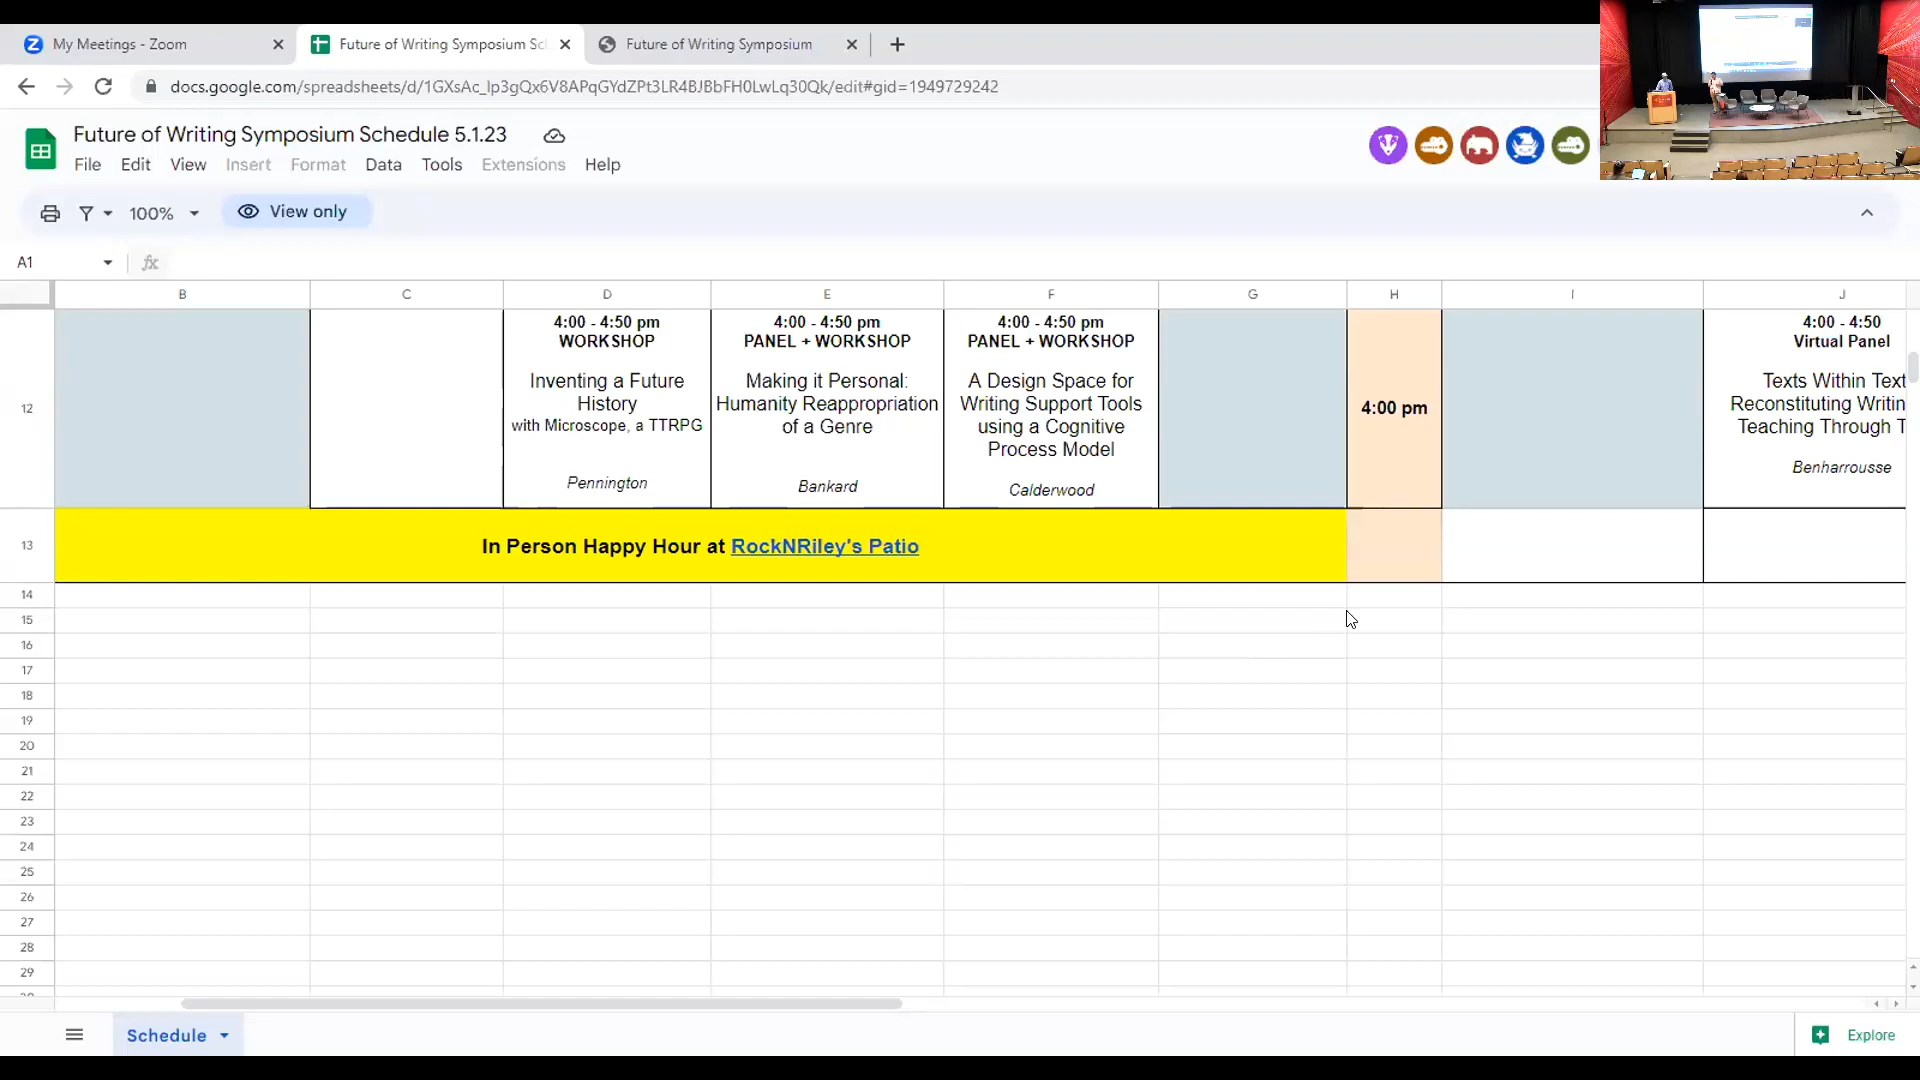 My Meetings - Zoom
Future of Writing Symposium Sc
Future of Writing Symposium
docs.google.com/spreadsheets/d/1GXsAc_lp3gQx6V8APqGYdZPt3LR4BJBbFH0LwLq30Qk/edit#gid=1949729242
Future of Writing Symposium Schedule 5.1.23
File Edit View Insert Format Data Tools Extensions Help
100% View only
A1 fx
B C D E F G H I J
12
4:00 - 4:50 pm
WORKSHOP
Inventing a Future
History
with Microscope, a TTRPG
Pennington
4:00 - 4:50 pm
PANEL + WORKSHOP
Making it Personal:
Humanity Reappropriation
of a Genre
Bankard
4:00 - 4:50 pm
PANEL + WORKSHOP
A Design Space for
Writing Support Tools
using a Cognitive
Process Model
Calderwood
4:00 pm
4:00 - 4:50
Virtual Panel
Texts Within Text
Reconstituting Writin
Teaching Through T
Benharrousse
13
In Person Happy Hour at RockNRiley's Patio
14
15
16
17
18
19
20
21
22
23
24
25
26
27
28
29
Schedule
Explore